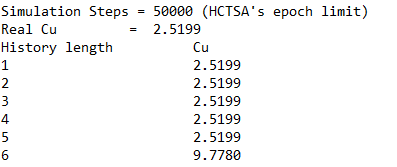 Simulation Steps = 50000 (HCTSA's epoch limit)
Real Cu = 2.5199
History length Cu
1 2.5199
2 2.5199
3 2.5199
4 2.5199
5 2.5199
6 9.7780